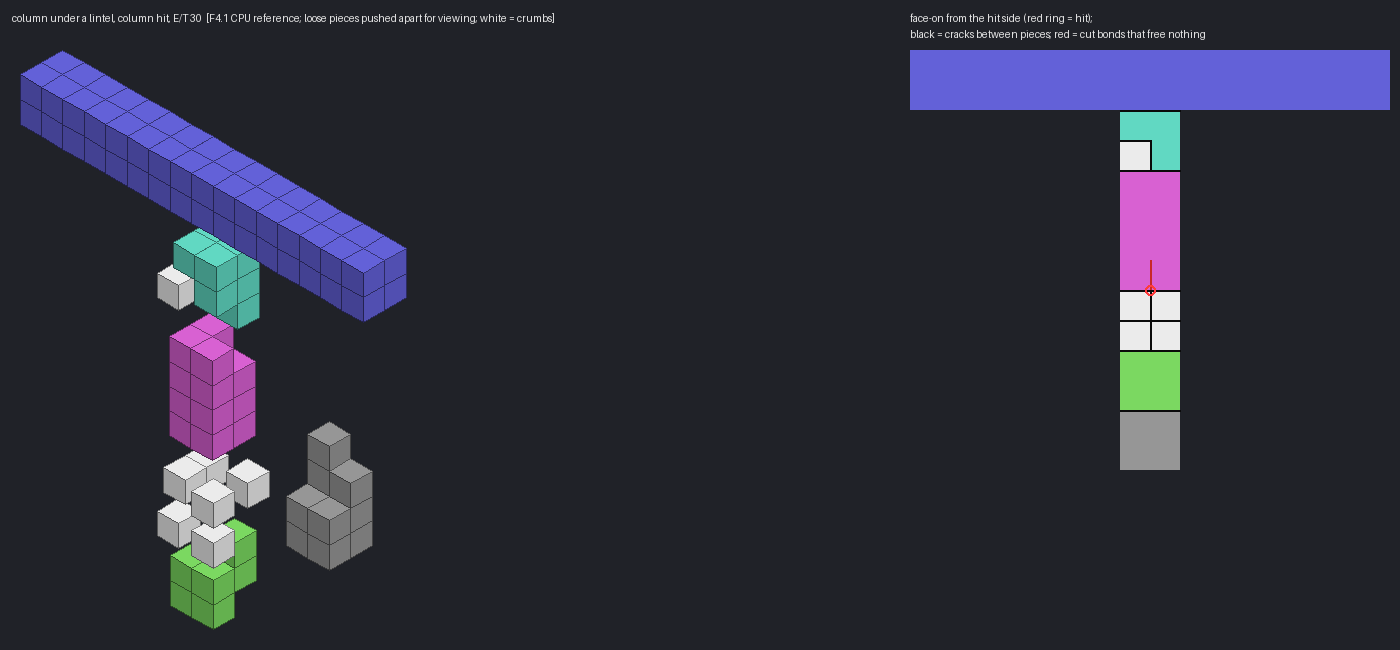 column under a lintel, column hit, E/T30  [F4.1 CPU reference; loose pieces pushed apart for viewing; white = crumbs]
face-on from the hit side (red ring = hit);
black = cracks between pieces; red = cut bonds that free nothing